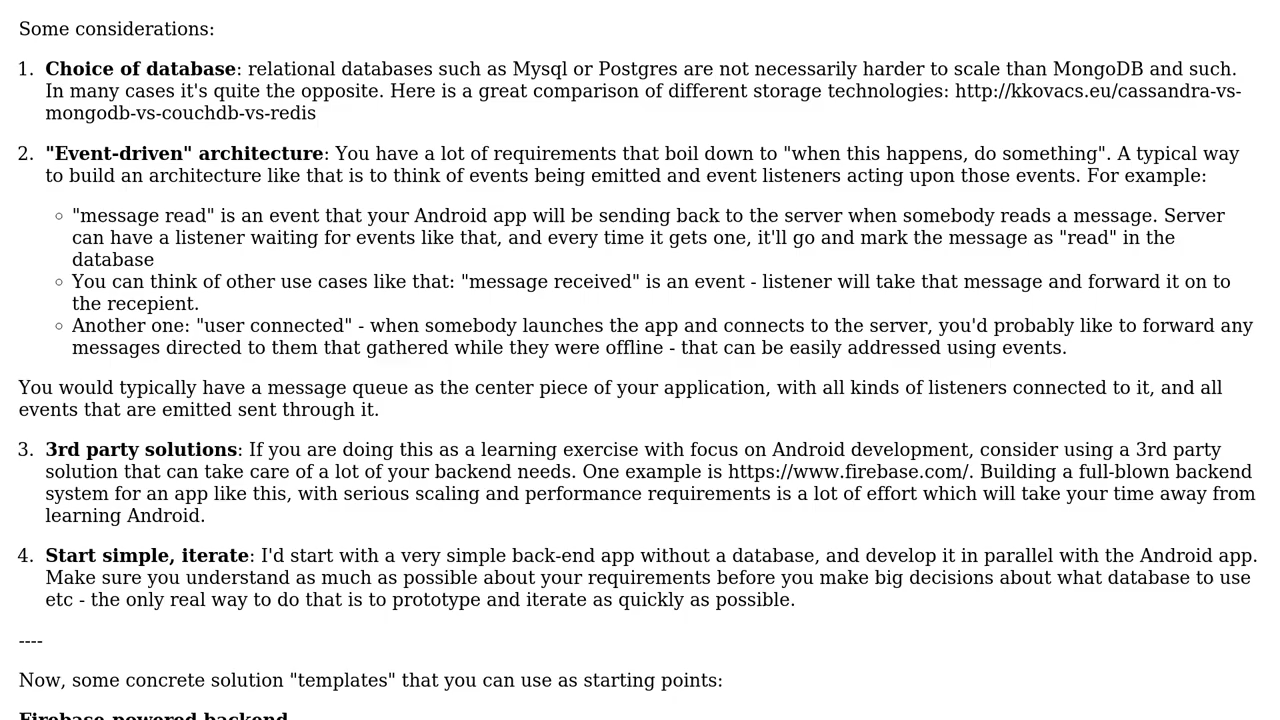 Some considerations:
1. Choice of database: relational databases such as Mysql or Postgres are not necessarily harder to scale than MongoDB and such.
In many cases it's quite the opposite. Here is a great comparison of different storage technologies: http://kkovacs.eu/cassandra-vs-
mongodb-vs-couchdb-vs-redis
2. "Event-driven" architecture: You have a lot of requirements that boil down to "when this happens, do something". A typical way
to build an architecture like that is to think of events being emitted and event listeners acting upon those events. For example:
◦ "message read" is an event that your Android app will be sending back to the server when somebody reads a message. Server
can have a listener waiting for events like that, and every time it gets one, it'll go and mark the message as "read" in the
database
◦ You can think of other use cases like that: "message received" is an event - listener will take that message and forward it on to
the recepient.
◦ Another one: "user connected" - when somebody launches the app and connects to the server, you'd probably like to forward any
messages directed to them that gathered while they were offline - that can be easily addressed using events.
You would typically have a message queue as the center piece of your application, with all kinds of listeners connected to it, and all
events that are emitted sent through it.
3. 3rd party solutions: If you are doing this as a learning exercise with focus on Android development, consider using a 3rd party
solution that can take care of a lot of your backend needs. One example is https://www.firebase.com/. Building a full-blown backend
system for an app like this, with serious scaling and performance requirements is a lot of effort which will take your time away from
learning Android.
4. Start simple, iterate: I'd start with a very simple back-end app without a database, and develop it in parallel with the Android app.
Make sure you understand as much as possible about your requirements before you make big decisions about what database to use
etc - the only real way to do that is to prototype and iterate as quickly as possible.
----
Now, some concrete solution "templates" that you can use as starting points:
Firebase-powered backend